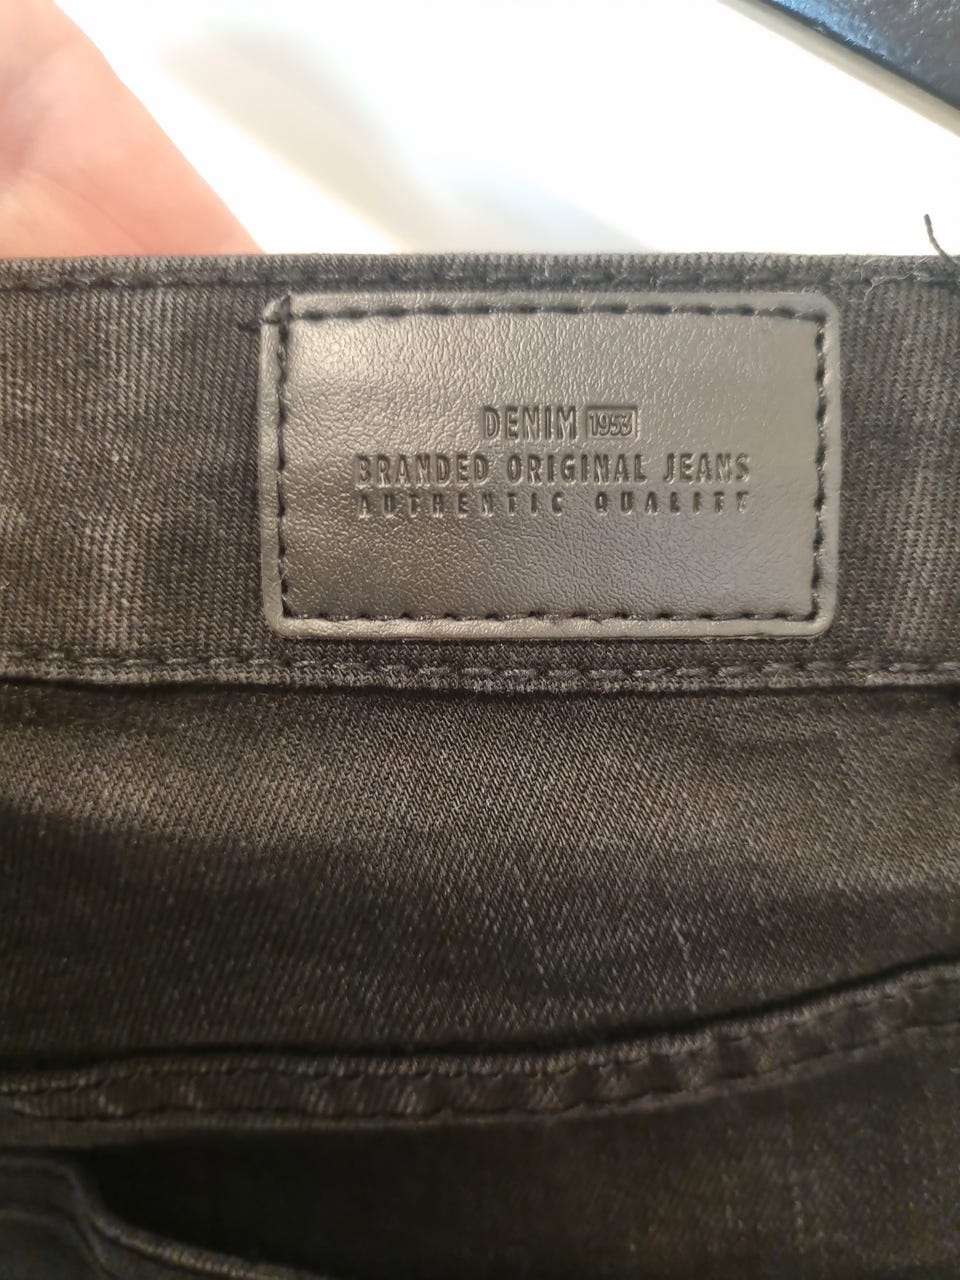 DENIM 1953
BRANDED ORIGINAL JEANS
AUTHENTIC QUALITY